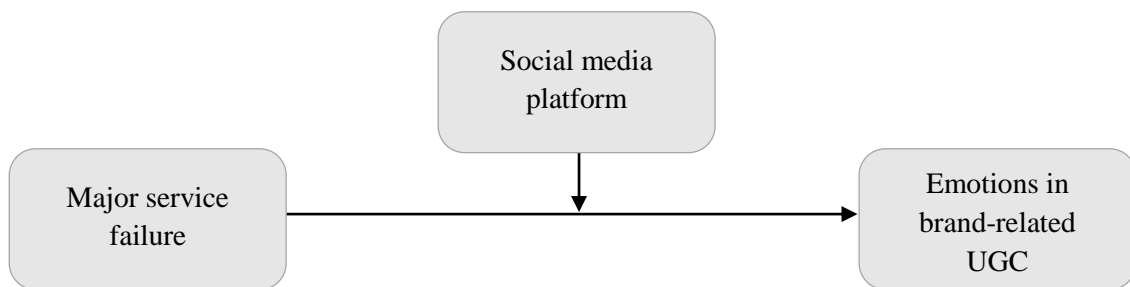 Social media
platform
Major service
failure
Emotions in
brand-related
UGC